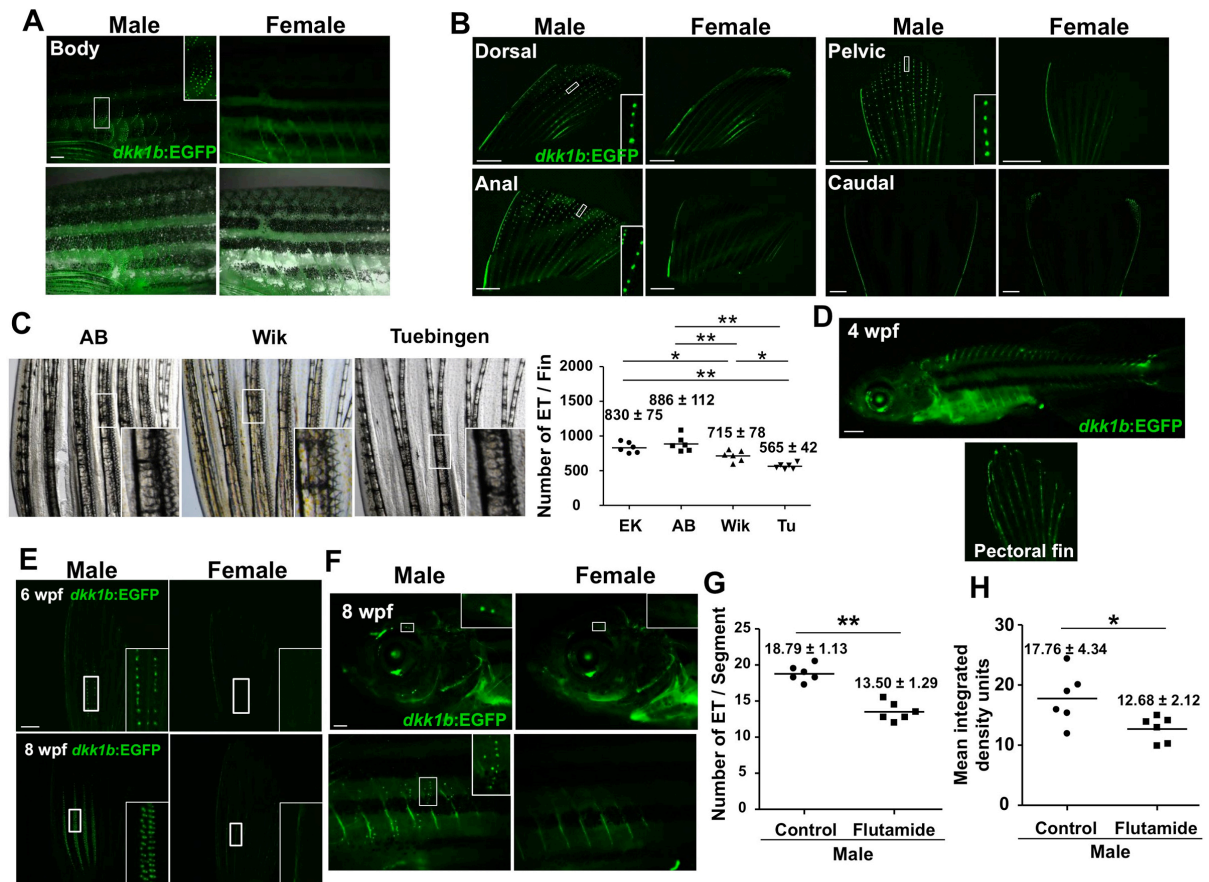 A
Male Female
Body
dkk1b:EGFP
B
Male Female Male Female
Dorsal
dkk1b:EGFP
Pelvic
Anal
Caudal
C
AB Wik Tuebingen
Number of ET / Fin
2000
1500
1000
500
0
**
**
* *
**
830 ± 75
886 ± 112
715 ± 78
565 ± 42
EK AB Wik Tu
D
4 wpf
dkk1b:EGFP
Pectoral fin
E
Male Female
6 wpf dkk1b:EGFP
8 wpf dkk1b:EGFP
F
Male Female
8 wpf
dkk1b:EGFP
G
Number of ET / Segment
25
20
15
10
5
0
**
18.79 ± 1.13
13.50 ± 1.29
Control Flutamide
Male
H
Mean integrated
density units
30
20
10
0
*
17.76 ± 4.34
12.68 ± 2.12
Control Flutamide
Male